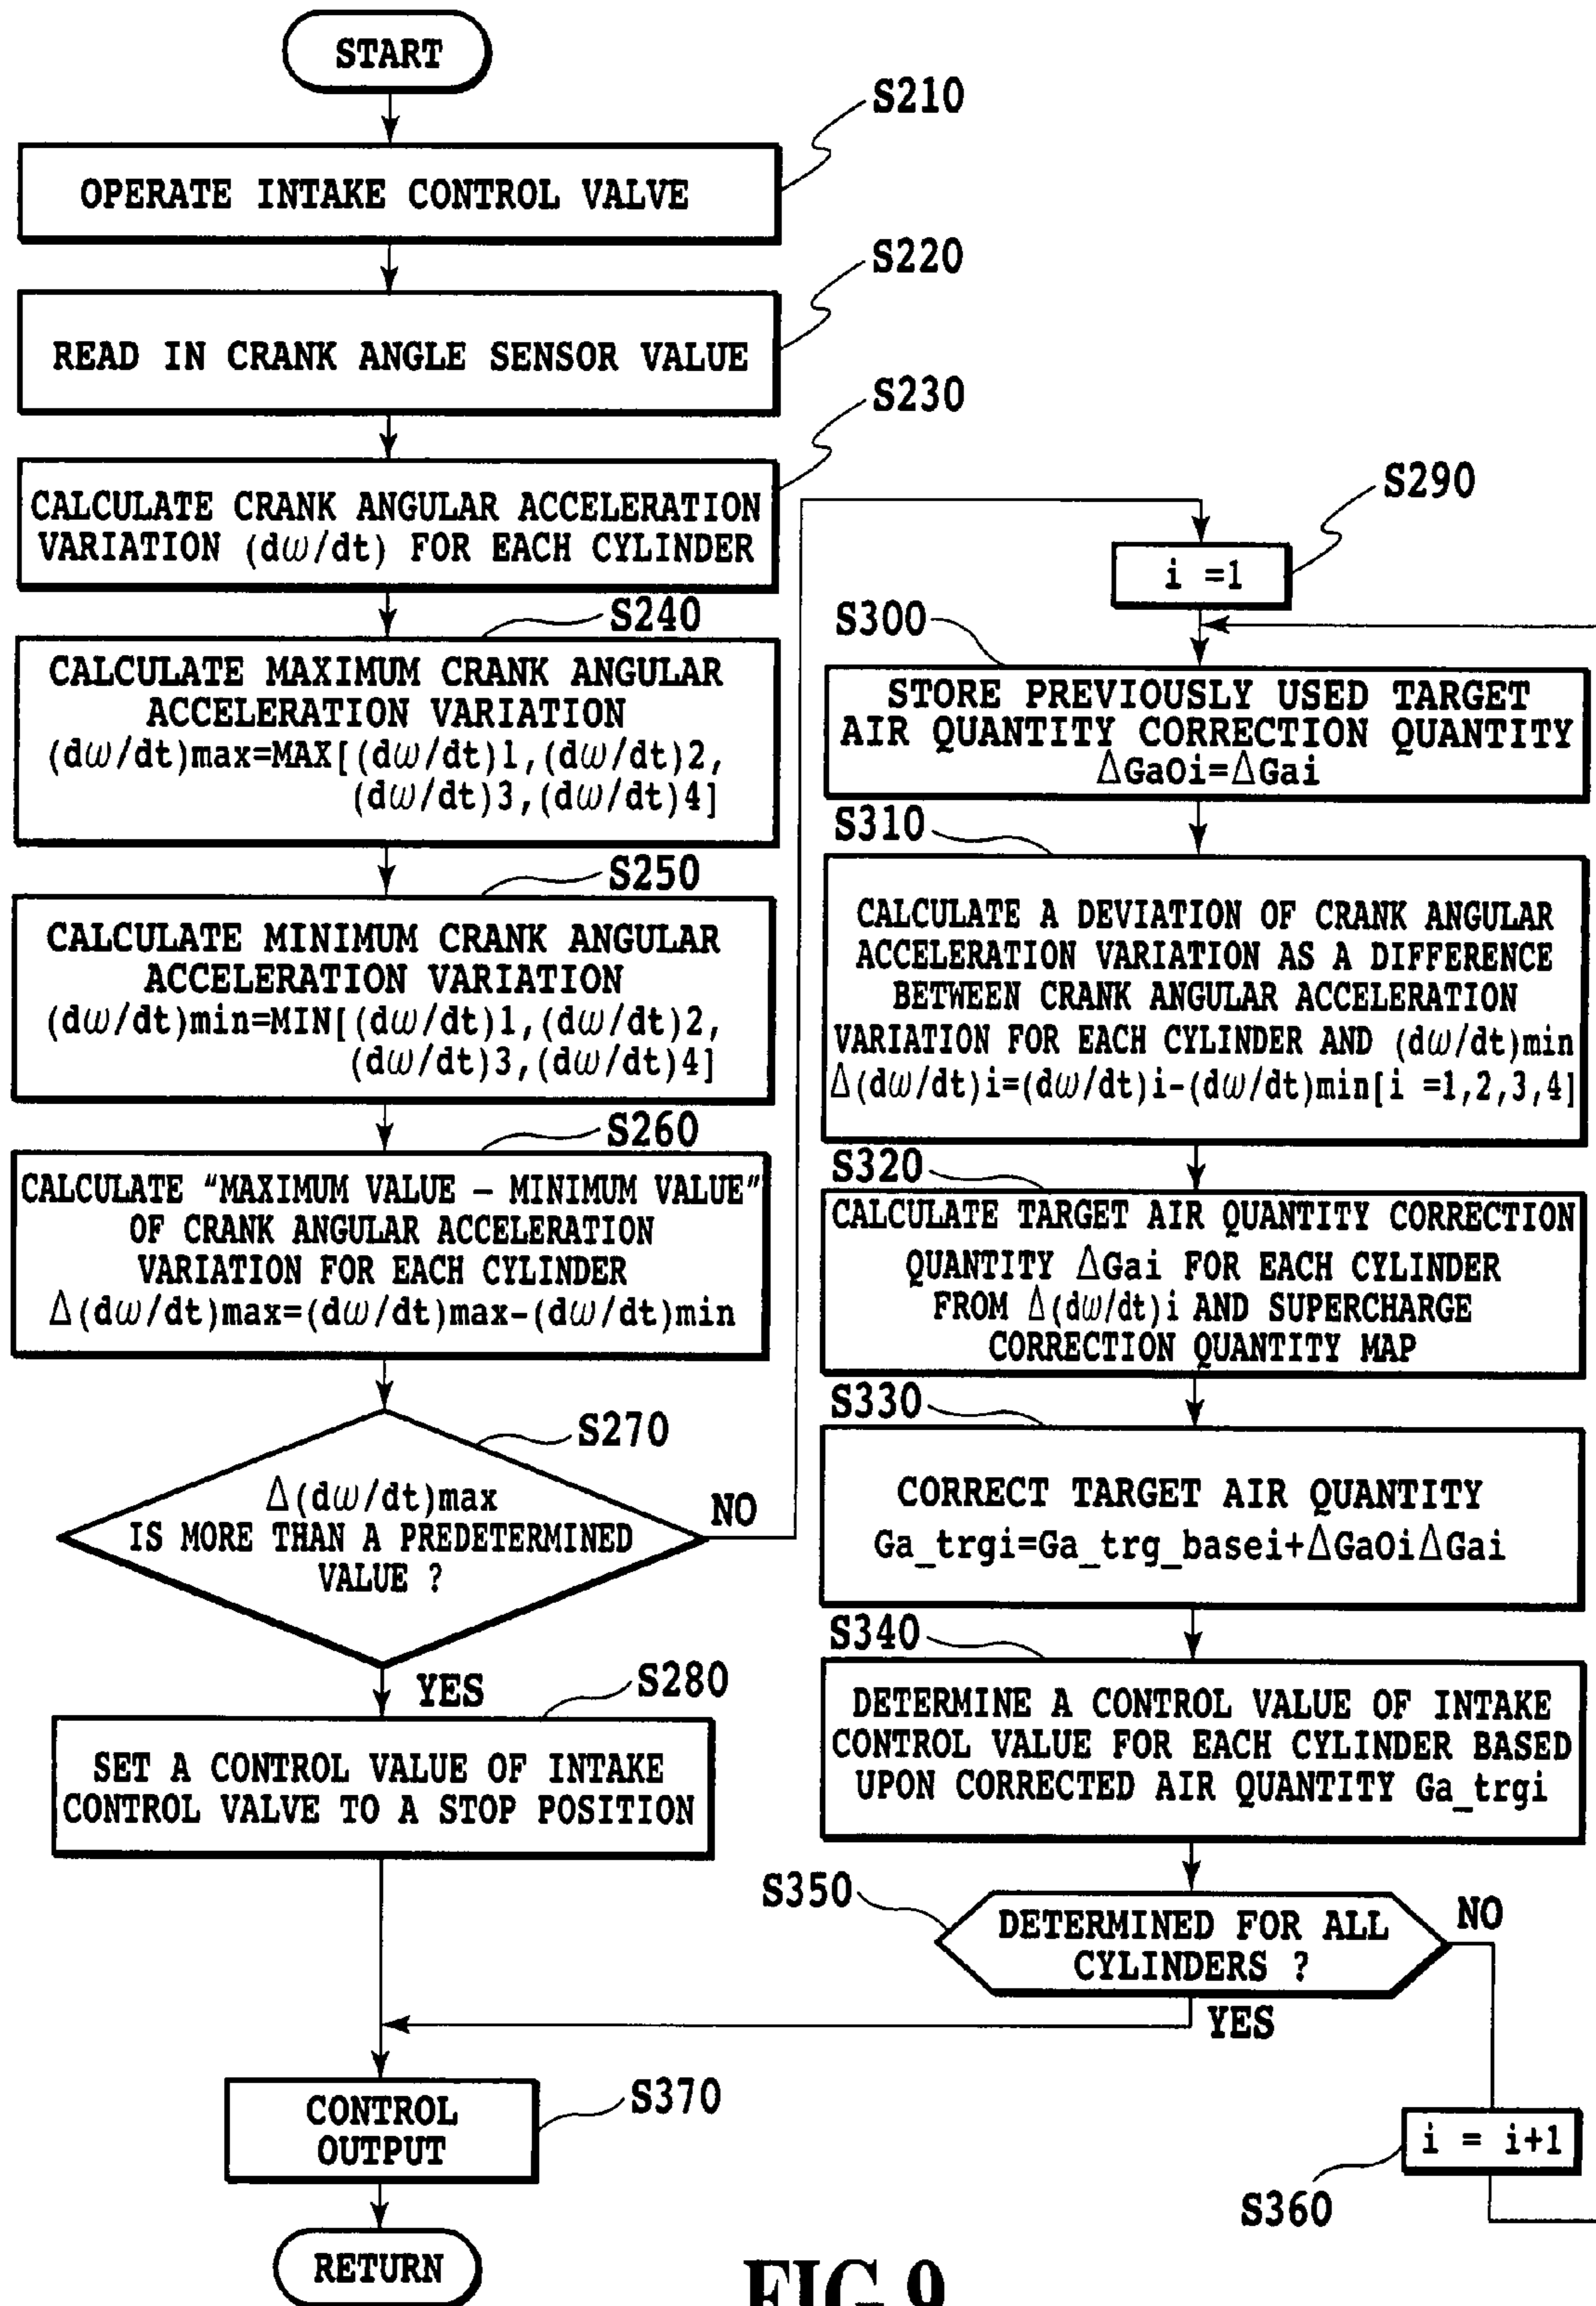 START
S210
OPERATE INTAKE CONTROL VALVE
S220
READ IN CRANK ANGLE SENSOR VALUE
S230
CALCULATE CRANK ANGULAR ACCELERATION
VARIATION (dω/dt) FOR EACH CYLINDER
S240
CALCULATE MAXIMUM CRANK ANGULAR
ACCELERATION VARIATION
(dω/dt)max=MAX[(dω/dt)1,(dω/dt)2,
(dω/dt)3,(dω/dt)4]
S250
CALCULATE MINIMUM CRANK ANGULAR
ACCELERATION VARIATION
(dω/dt)min=MIN[(dω/dt)1,(dω/dt)2,
(dω/dt)3,(dω/dt)4]
S260
CALCULATE "MAXIMUM VALUE – MINIMUM VALUE"
OF CRANK ANGULAR ACCELERATION
VARIATION FOR EACH CYLINDER
Δ(dω/dt)max=(dω/dt)max-(dω/dt)min
S270
Δ(dω/dt)max
IS MORE THAN A PREDETERMINED
VALUE ?
NO
YES
S280
SET A CONTROL VALUE OF INTAKE
CONTROL VALVE TO A STOP POSITION
S290
i =1
S300
STORE PREVIOUSLY USED TARGET
AIR QUANTITY CORRECTION QUANTITY
ΔGaOi=ΔGai
S310
CALCULATE A DEVIATION OF CRANK ANGULAR
ACCELERATION VARIATION AS A DIFFERENCE
BETWEEN CRANK ANGULAR ACCELERATION
VARIATION FOR EACH CYLINDER AND (dω/dt)min
Δ(dω/dt)i=(dω/dt)i-(dω/dt)min[i =1,2,3,4]
S320
CALCULATE TARGET AIR QUANTITY CORRECTION
QUANTITY ΔGai FOR EACH CYLINDER
FROM Δ(dω/dt)i AND SUPERCHARGE
CORRECTION QUANTITY MAP
S330
CORRECT TARGET AIR QUANTITY
Ga_trgi=Ga_trg_basei+ΔGaOiΔGai
S340
DETERMINE A CONTROL VALUE OF INTAKE
CONTROL VALUE FOR EACH CYLINDER BASED
UPON CORRECTED AIR QUANTITY Ga_trgi
S350
DETERMINED FOR ALL
CYLINDERS ?
NO
YES
S360
i = i+1
S370
CONTROL
OUTPUT
RETURN
FIG.9